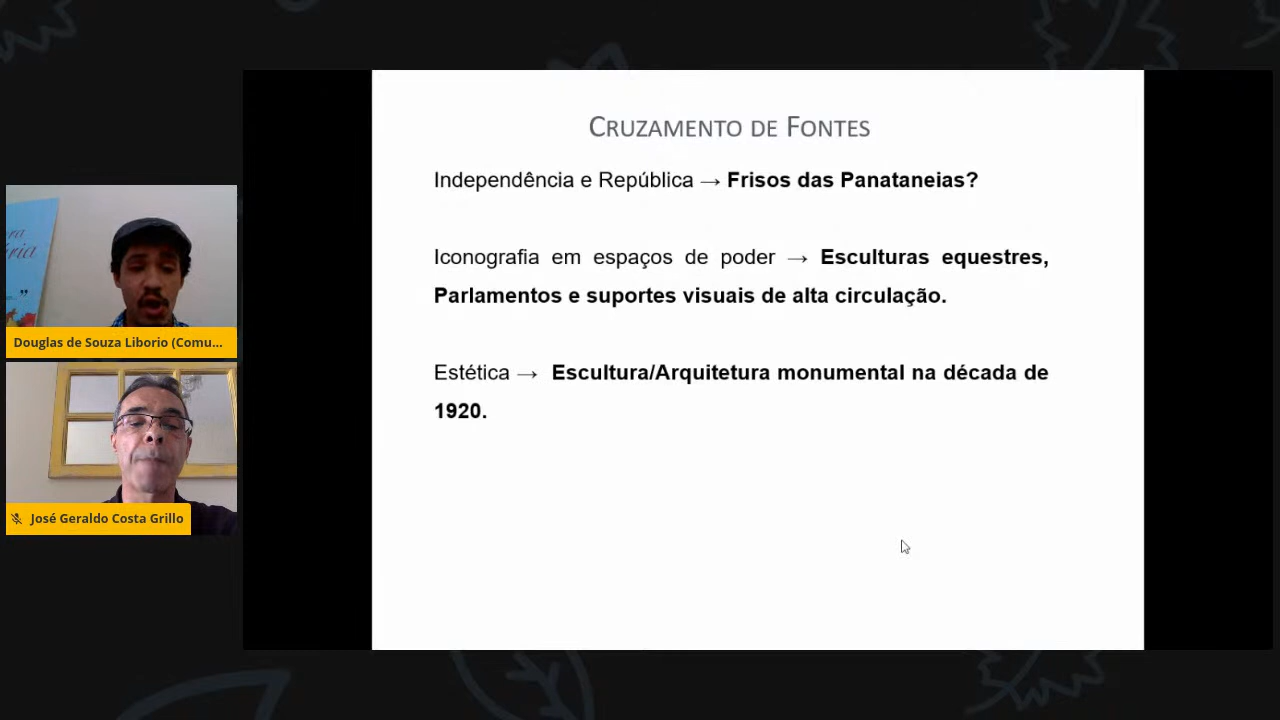 CRUZAMENTO DE FONTES
Independência e República → Frisos das Panataneias?
Iconografia em espaços de poder → Esculturas equestres,
Parlamentos e suportes visuais de alta circulação.
Estética → Escultura/Arquitetura monumental na década de
1920.
Douglas de Souza Liborio (Comu...
José Geraldo Costa Grillo